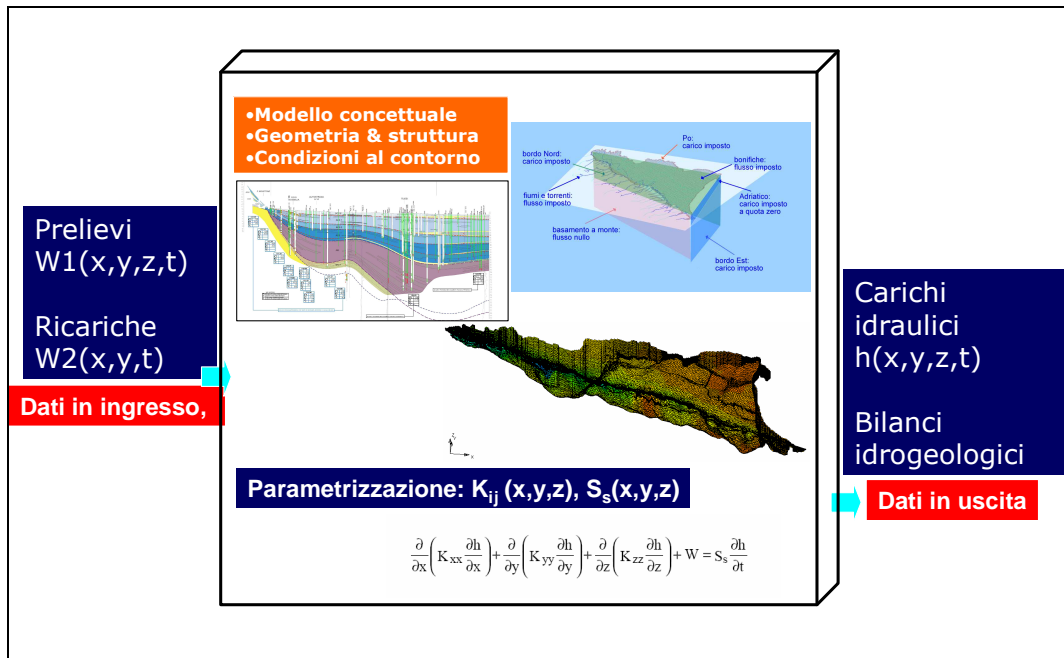 •Modello concettuale
•Geometria & struttura
•Condizioni al contorno
Po:
carico imposto
bordo Nord:
carico imposto
bonifiche:
flusso imposto
fiumi e torrenti:
flusso imposto
Adriatico:
carico imposto
a quota zero
basamento a monte:
flusso nullo
bordo Est:
carico imposto
Prelievi
W1(x,y,z,t)
Ricariche
W2(x,y,t)
Dati in ingresso,
Z
Y
X
Parametrizzazione: Kij (x,y,z), Ss(x,y,z)
∂/∂x (Kxx ∂h/∂x) + ∂/∂y (Kyy ∂h/∂y) + ∂/∂z (Kzz ∂h/∂z) + W = Ss ∂h/∂t
Carichi
idraulici
h(x,y,z,t)
Bilanci
idrogeologici
Dati in uscita